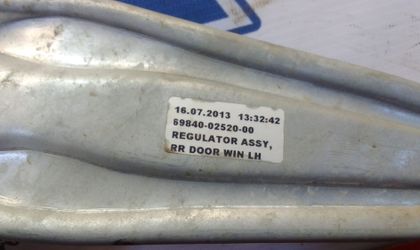 16.07.2013 13:32:42
69840-02520-00
REGULATOR ASSY,
RR DOOR WIN LH